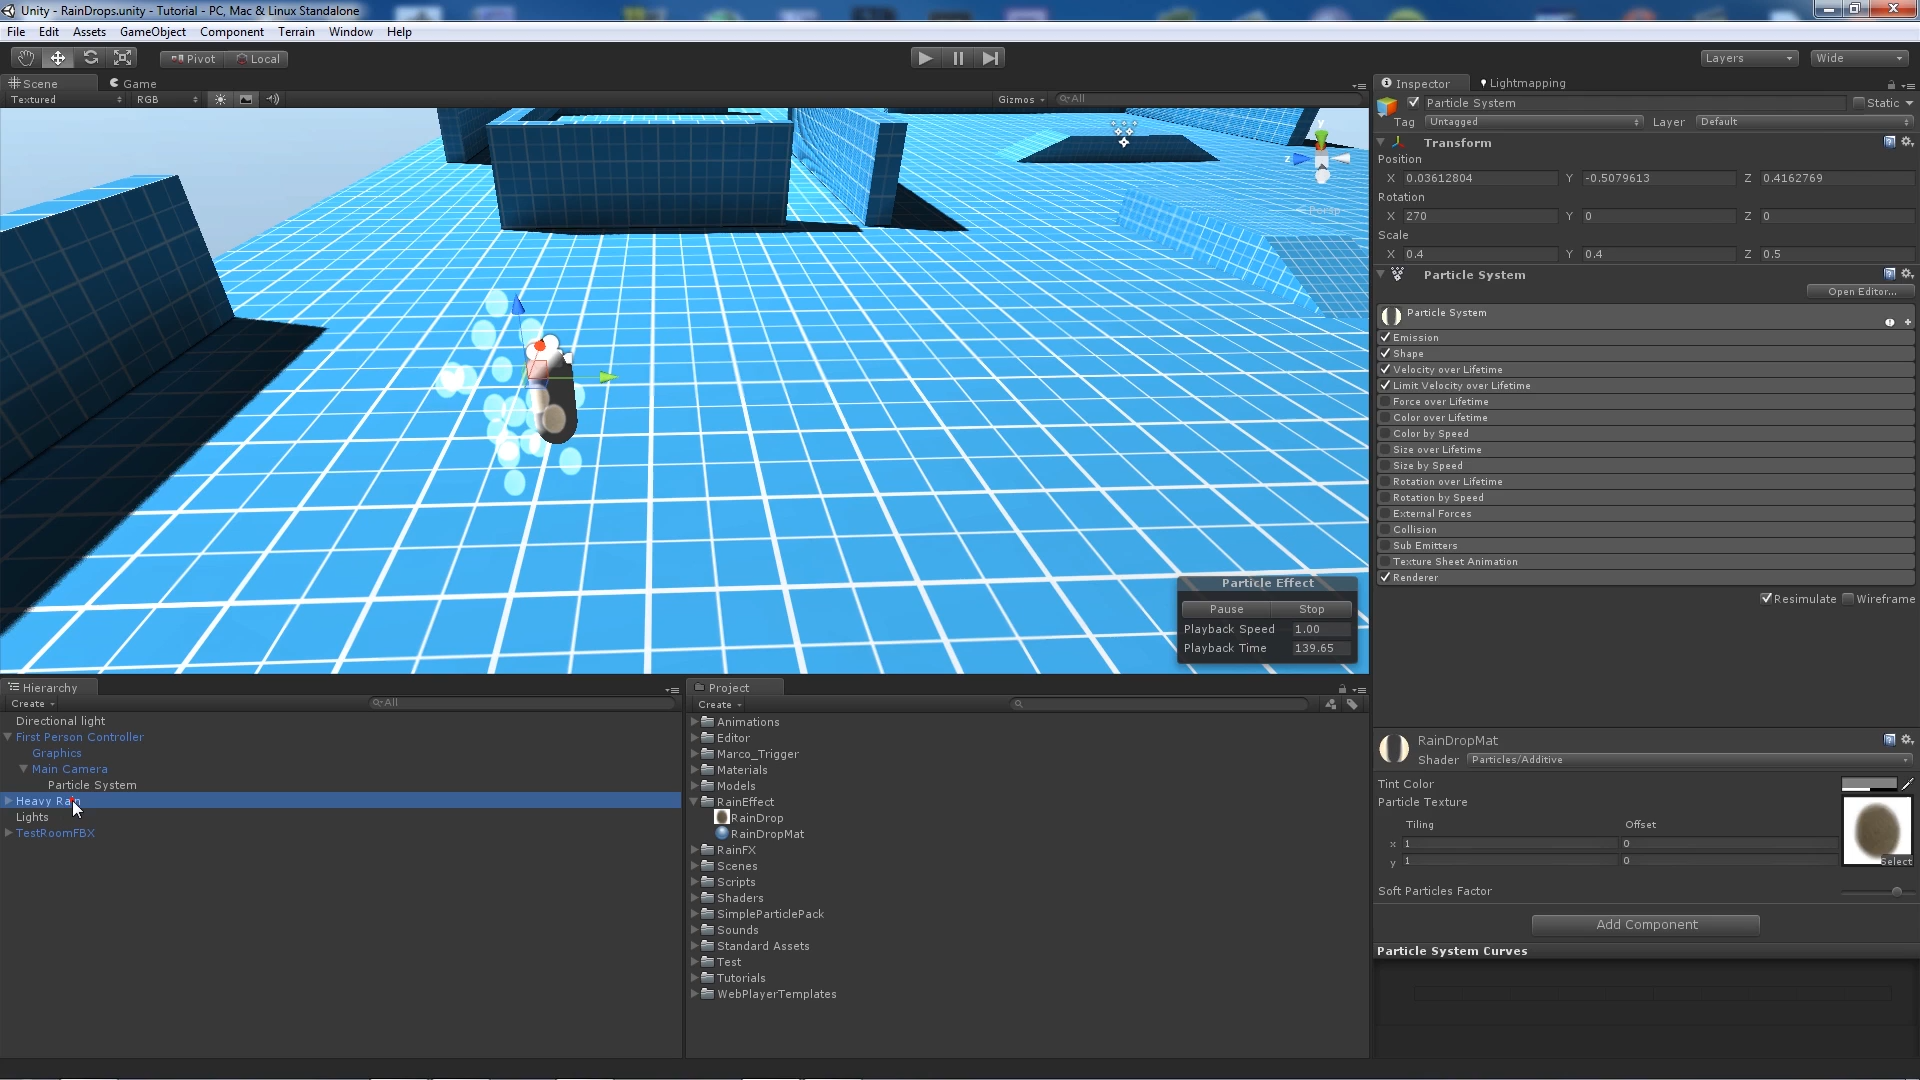 Unity - RainDrops.unity - Tutorial - PC, Mac & Linux Standalone
File Edit Assets GameObject Component Terrain Window Help
Pivot Local Layers Wide
Scene Game Inspector Lightmapping
Textured RGB Gizmos All
Particle System Static
Tag Untagged Layer Default
Transform
Position
X 0.03612804 Y -0.5079613 Z 0.4162769
Rotation
X 270 Y 0 Z 0
Scale
X 0.4 Y 0.4 Z 0.5
y
z
Persp
Particle System
Open Editor...
Particle System
Emission
Shape
Velocity over Lifetime
Limit Velocity over Lifetime
Force over Lifetime
Color over Lifetime
Color by Speed
Size over Lifetime
Size by Speed
Rotation over Lifetime
Rotation by Speed
External Forces
Collision
Sub Emitters
Texture Sheet Animation
Renderer
Resimulate Wireframe
Particle Effect
Pause Stop
Playback Speed 1.00
Playback Time 139.65
Hierarchy
Create All
Directional light
First Person Controller
Graphics
Main Camera
Particle System
Heavy Rain
Lights
TestRoomFBX
Project
Create
Animations
Editor
Marco_Trigger
Materials
Models
RainEffect
RainDrop
RainDropMat
RainFX
Scenes
Scripts
Shaders
SimpleParticlePack
Sounds
Standard Assets
Test
Tutorials
WebPlayerTemplates
RainDropMat
Shader Particles/Additive
Tint Color
Particle Texture
Tiling Offset
x 1 0
y 1 0
Select
Soft Particles Factor
Add Component
Particle System Curves